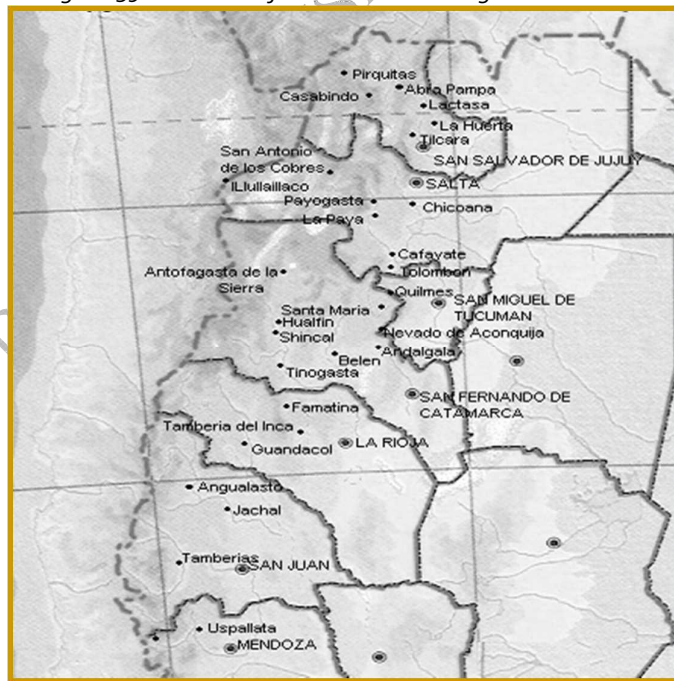 Pirquitas
Abra Pampa
Casabindo
Lactasa
La Huerta
Tilcara
San Antonio
de los Cobres
SAN SALVADOR DE JUJUY
ILlullaillaco
SALTA
Payogasta
Chicoana
La Paya
Cafayate
Tolombon
Antofagasta de la
Sierra
Quilmes
SAN MIGUEL DE
TUCUMAN
Santa Maria
Hualfin
Shincal
Nevado de Aconquija
Andalgala
Belen
Tinogasta
SAN FERNANDO DE
CATAMARCA
Famatina
Tamberia del Inca
LA RIOJA
Guandacol
Angualasto
Jachal
Tamberias
SAN JUAN
Uspallata
MENDOZA